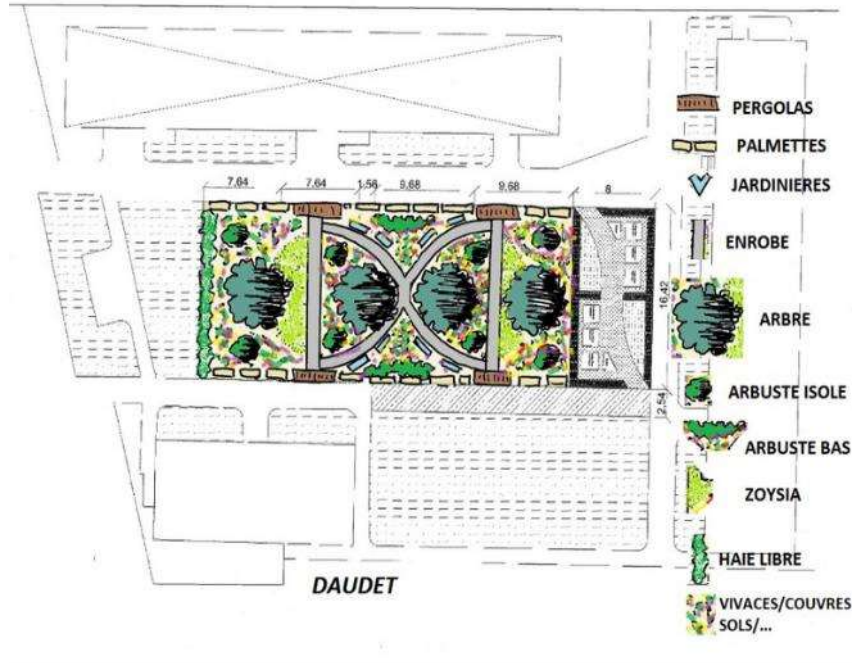 PERGOLAS
PALMETTES
JARDINIERES
7,64 7,64 1,56 9,68 9,68 8
ENROBE
16,42
ARBRE
ARBUSTE ISOLE
2,54
ARBUSTE BAS
ZOYSIA
HAIE LIBRE
DAUDET
VIVACES/COUVRES
SOLS/...